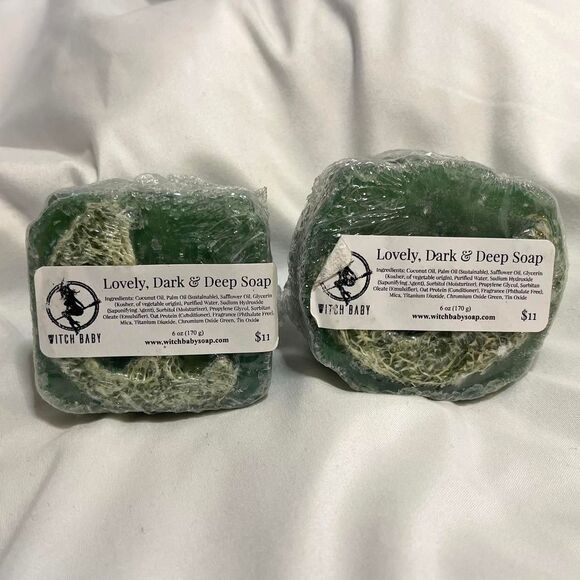 Lovely, Dark & Deep Soap
Ingredients: Coconut Oil, Palm Oil (Sustainable), Safflower Oil, Glycerin
(Kosher, of vegetable origin), Purified Water, Sodium Hydroxide
(Saponifying Agent), Sorbitol (Moisturizer), Propylene Glycol, Sorbitan
Oleate (Emulsifier), Oat Protein (Conditioner), Fragrance (Phthalate Free),
Mica, Titanium Dioxide, Chromium Oxide Green, Tin Oxide
6 oz (170 g)
www.witchbabysoap.com
$11
WITCH BABY
Lovely, Dark & Deep Soap
Ingredients: Coconut Oil, Palm Oil (Sustainable), Safflower Oil, Glycerin
(Kosher, of vegetable origin), Purified Water, Sodium Hydroxide
(Saponifying Agent), Sorbitol (Moisturizer), Propylene Glycol, Sorbitan
Oleate (Emulsifier), Oat Protein (Conditioner), Fragrance (Phthalate Free),
Mica, Titanium Dioxide, Chromium Oxide Green, Tin Oxide
6 oz (170 g)
www.witchbabysoap.com
$11
WITCH BABY